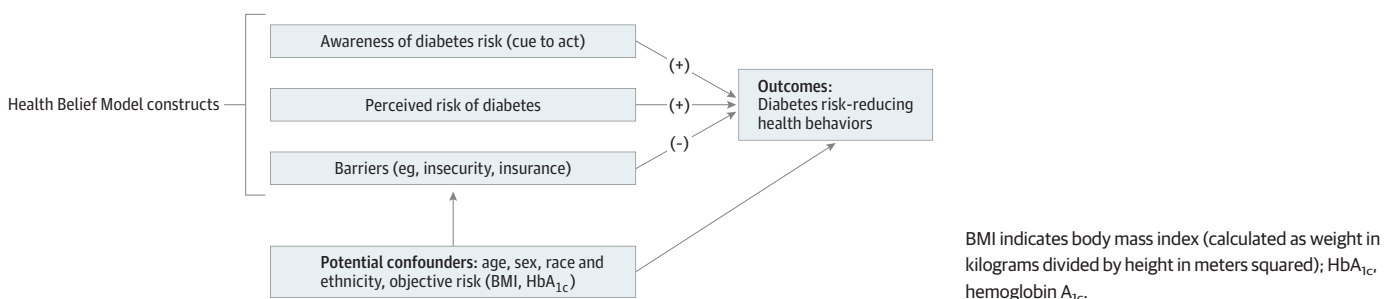 Health Belief Model constructs
Awareness of diabetes risk (cue to act)
Perceived risk of diabetes
Barriers (eg, insecurity, insurance)
(+)
(+)
(-)
Outcomes:
Diabetes risk-reducing
health behaviors
Potential confounders: age, sex, race and
ethnicity, objective risk (BMI, HbA1c)
BMI indicates body mass index (calculated as weight in
kilograms divided by height in meters squared); HbA1c,
hemoglobin A1c.